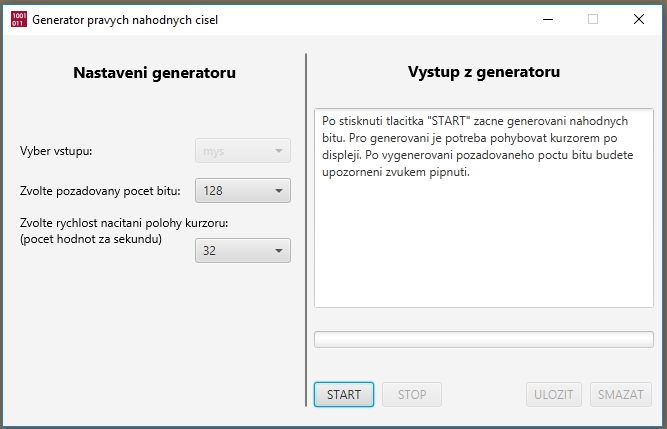 1001
011
Generator pravych nahodnych cisel
Nastaveni generatoru
Vyber vstupu:
mys
Zvolte pozadovany pocet bitu:
128
Zvolte rychlost nacitani polohy kurzoru:
(pocet hodnot za sekundu)
32
Vystup z generatoru
Po stisknuti tlacitka "START" zacne generovani nahodnych
bitu. Pro generovani je potreba pohybovat kurzorem po
displeji. Po vygenerovani pozadovaneho poctu bitu budete
upozorneni zvukem pipnuti.
START
STOP
ULOZIT
SMAZAT